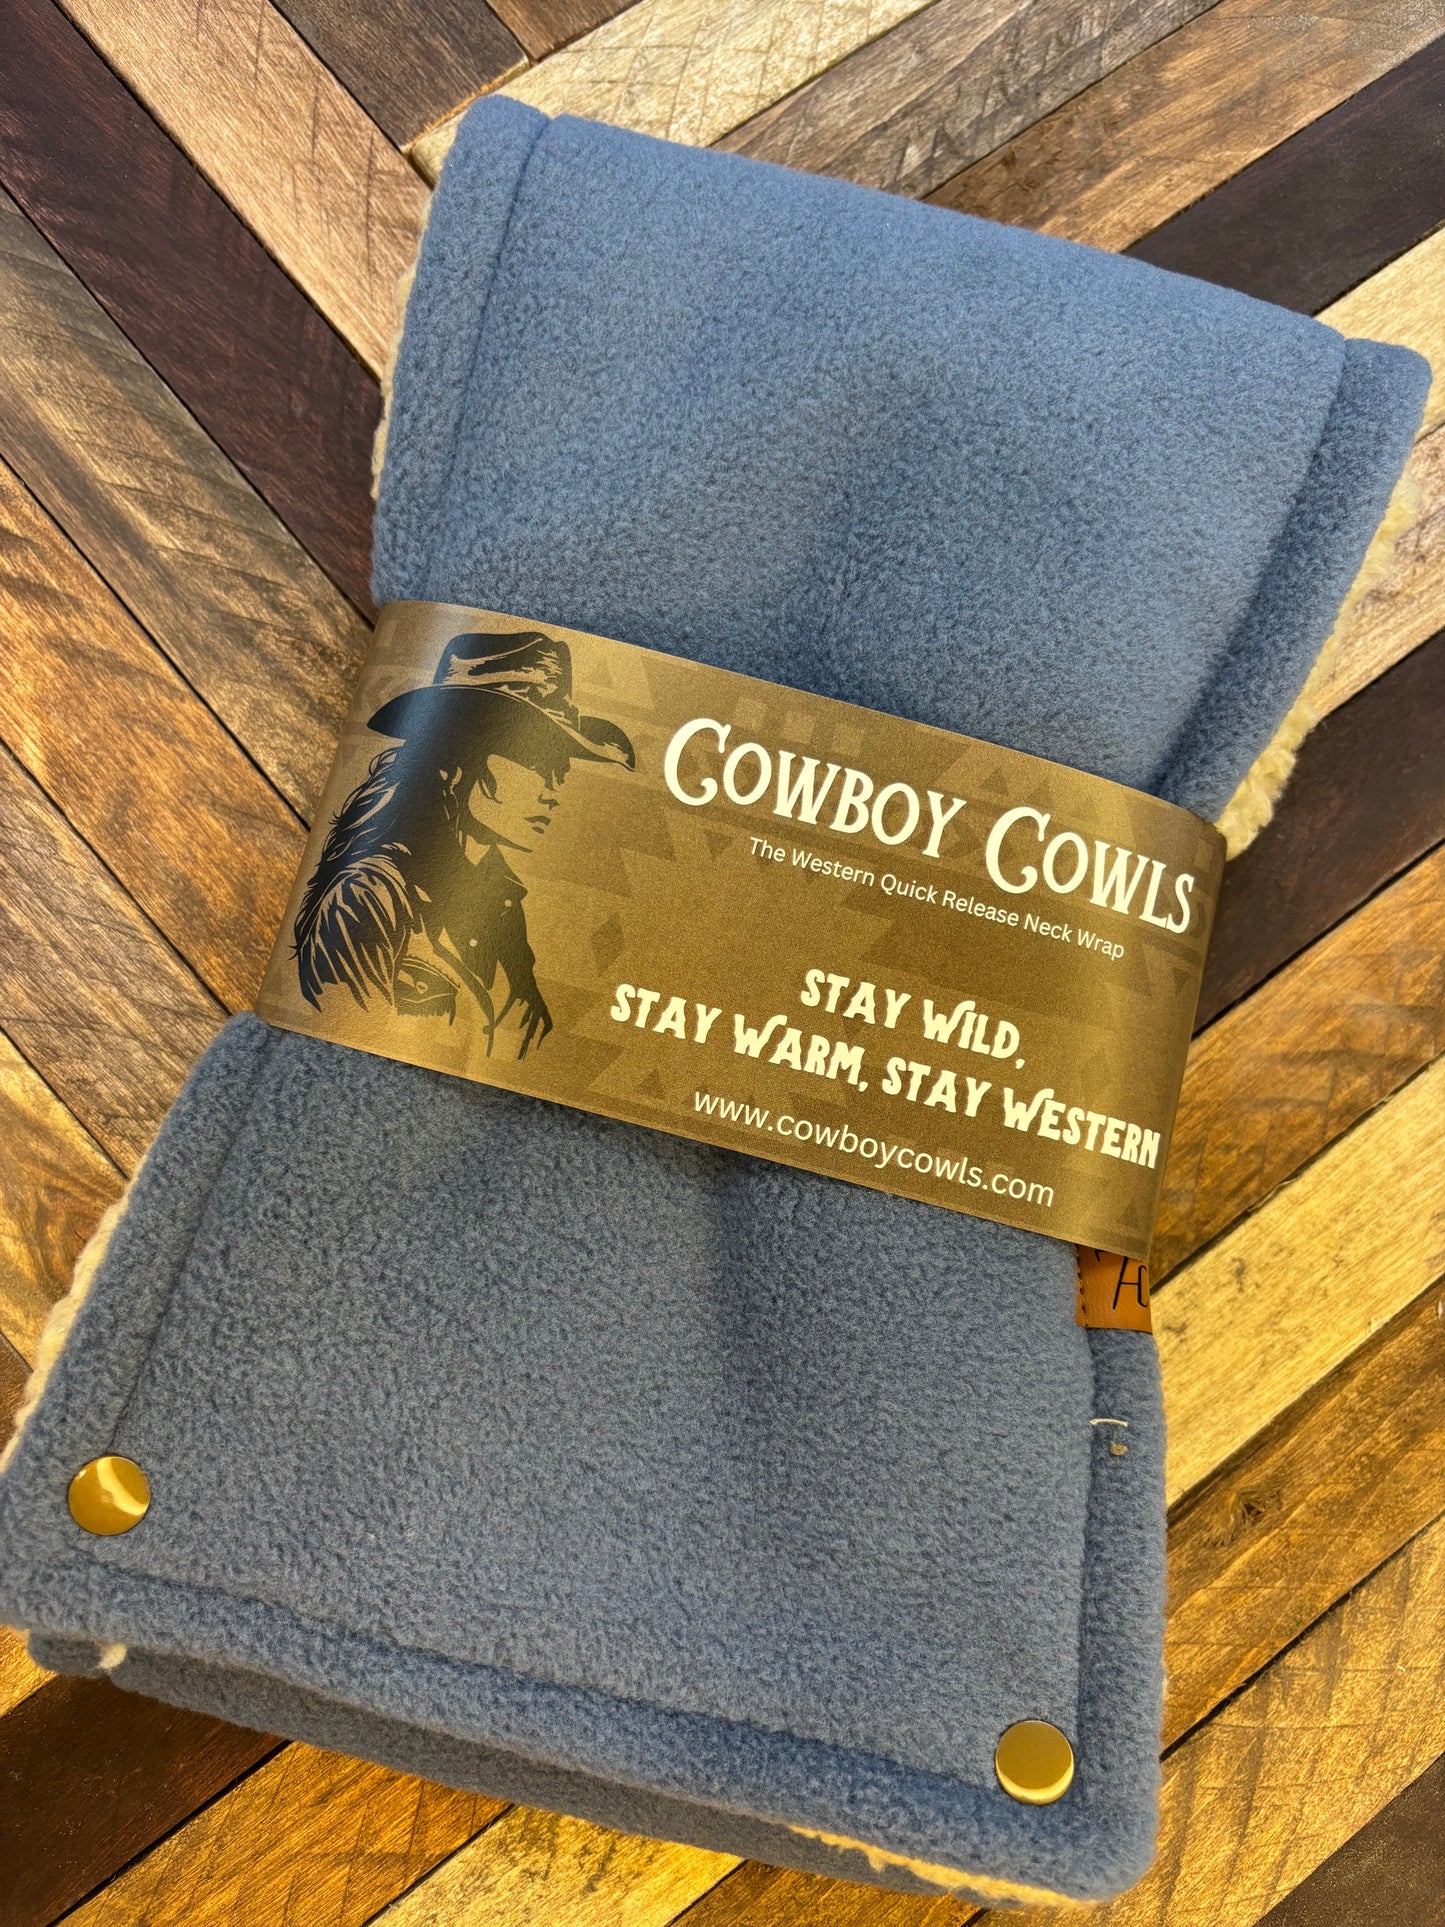 COWBOY COWLS
The Western Quick Release Neck Wrap
STAY WILD,
STAY WARM, STAY WESTERN
www.cowboycowls.com